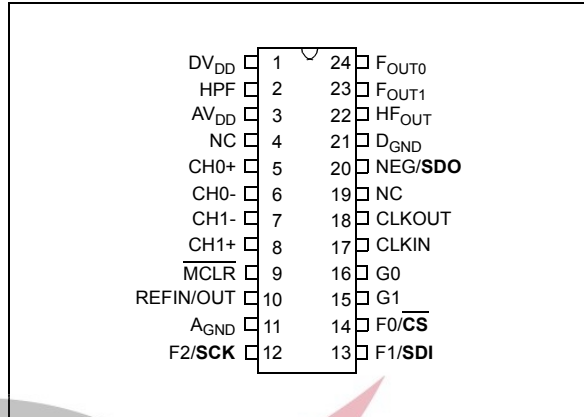 DVDD 1 24 FOUT0
HPF 2 23 FOUT1
AVDD 3 22 HFOUT
NC 4 21 DGND
CH0+ 5 20 NEG/SDO
CH0- 6 19 NC
CH1- 7 18 CLKOUT
CH1+ 8 17 CLKIN
MCLR 9 16 G0
REFIN/OUT 10 15 G1
AGND 11 14 F0/CS
F2/SCK 12 13 F1/SDI